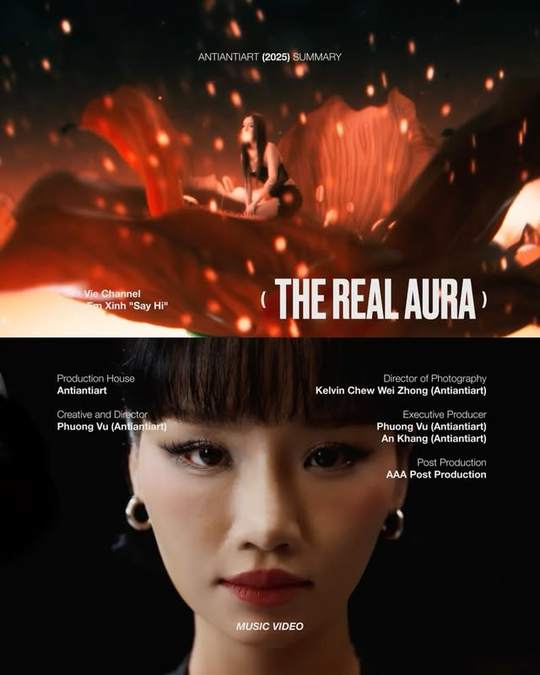 ANTIANTIART (2025) SUMMARY
Vie Channel
Em Xinh "Say Hi"
( THE REAL AURA )
Production House
Antiantiart
Creative and Director
Phuong Vu (Antiantiart)
Director of Photography
Kelvin Chew Wei Zhong (Antiantiart)
Executive Producer
Phuong Vu (Antiantiart)
An Khang (Antiantiart)
Post Production
AAA Post Production
MUSIC VIDEO